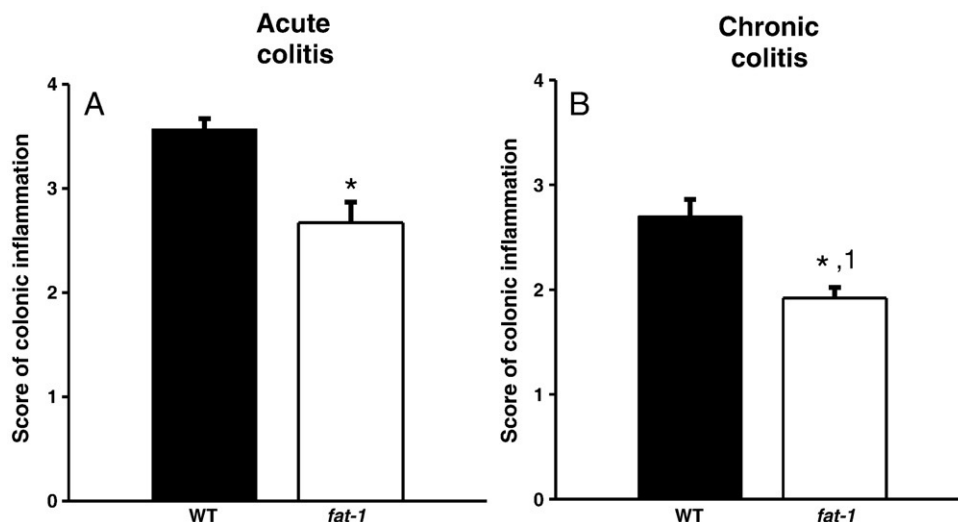 Acute
colitis
A
Score of colonic inflammation
4
3
2
1
0
*
WT
fat-1
Chronic
colitis
B
Score of colonic inflammation
4
3
2
1
0
* ,1
WT
fat-1